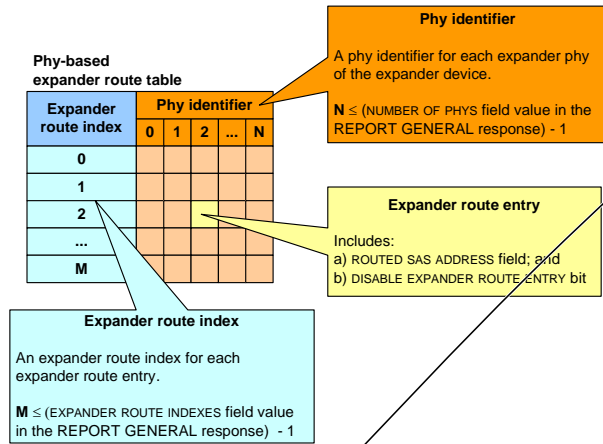 Phy identifier
A phy identifier for each expander phy
of the expander device.
N ≤ (NUMBER OF PHYS field value in the
REPORT GENERAL response) - 1
Phy-based
expander route table
Expander
route index
Phy identifier
0 1 2 ... N
0
1
2
...
M
Expander route entry
Includes:
a) ROUTED SAS ADDRESS field; and
b) DISABLE EXPANDER ROUTE ENTRY bit
Expander route index
An expander route index for each
expander route entry.
M ≤ (EXPANDER ROUTE INDEXES field value
in the REPORT GENERAL response) - 1